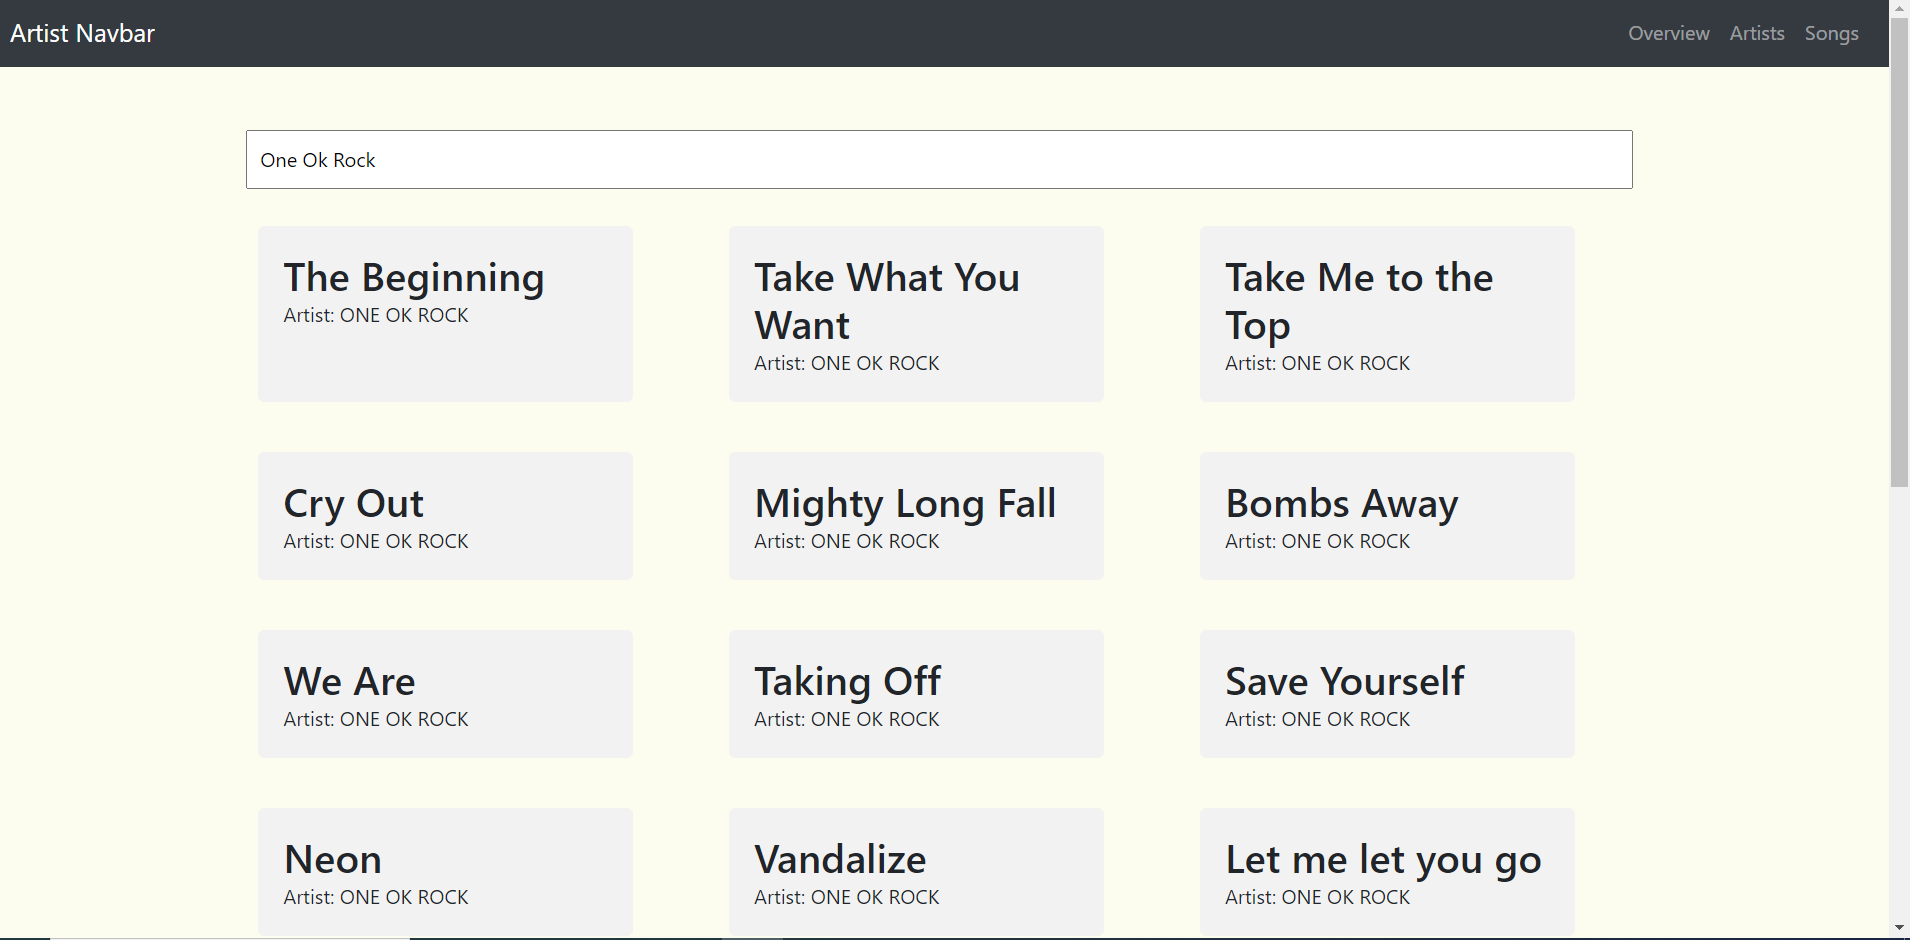 Artist Navbar
Overview Artists Songs
One Ok Rock
The Beginning
Artist: ONE OK ROCK
Take What You
Want
Artist: ONE OK ROCK
Take Me to the
Top
Artist: ONE OK ROCK
Cry Out
Artist: ONE OK ROCK
Mighty Long Fall
Artist: ONE OK ROCK
Bombs Away
Artist: ONE OK ROCK
We Are
Artist: ONE OK ROCK
Taking Off
Artist: ONE OK ROCK
Save Yourself
Artist: ONE OK ROCK
Neon
Artist: ONE OK ROCK
Vandalize
Artist: ONE OK ROCK
Let me let you go
Artist: ONE OK ROCK